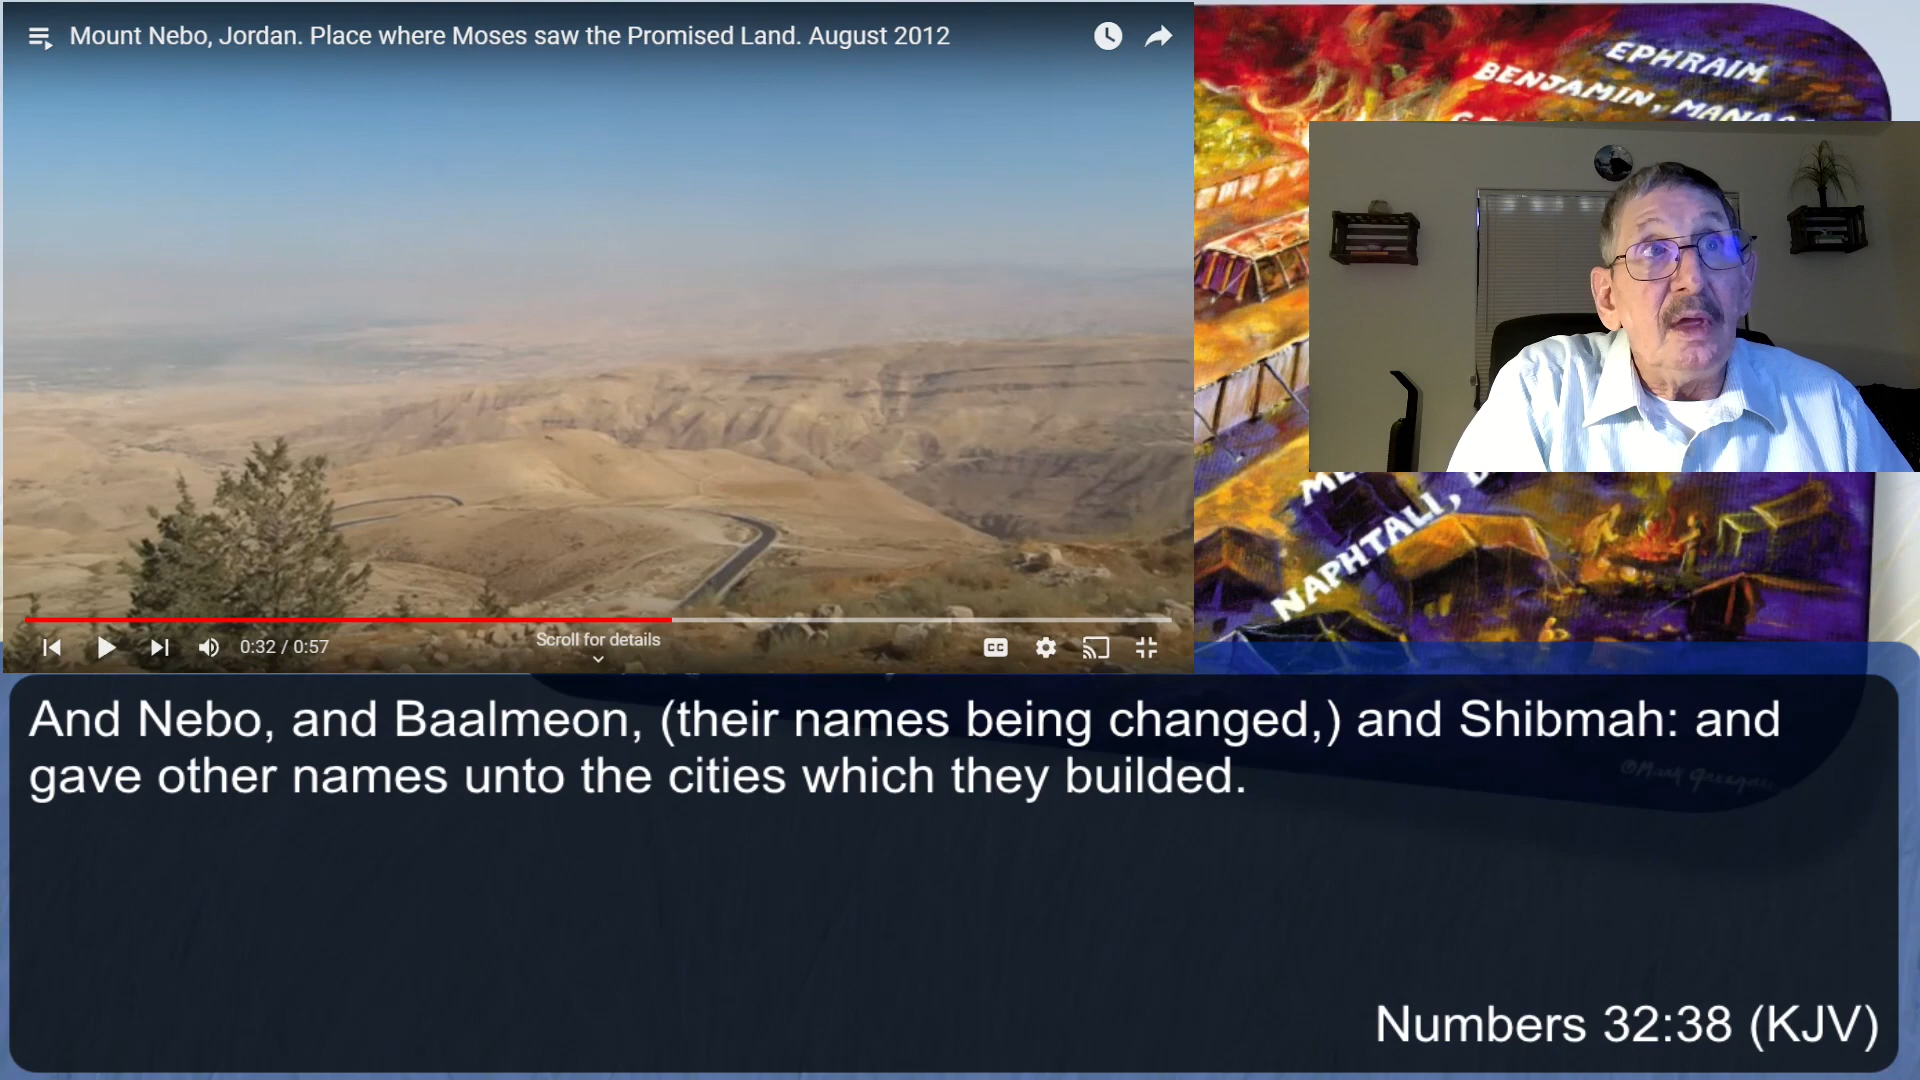 Mount Nebo, Jordan. Place where Moses saw the Promised Land. August 2012
EPHRAIM
BENJAMIN, MANAS
NAPHTALI,
0:32 / 0:57
Scroll for details
CC
And Nebo, and Baalmeon, (their names being changed,) and Shibmah: and
gave other names unto the cities which they builded.
Numbers 32:38 (KJV)